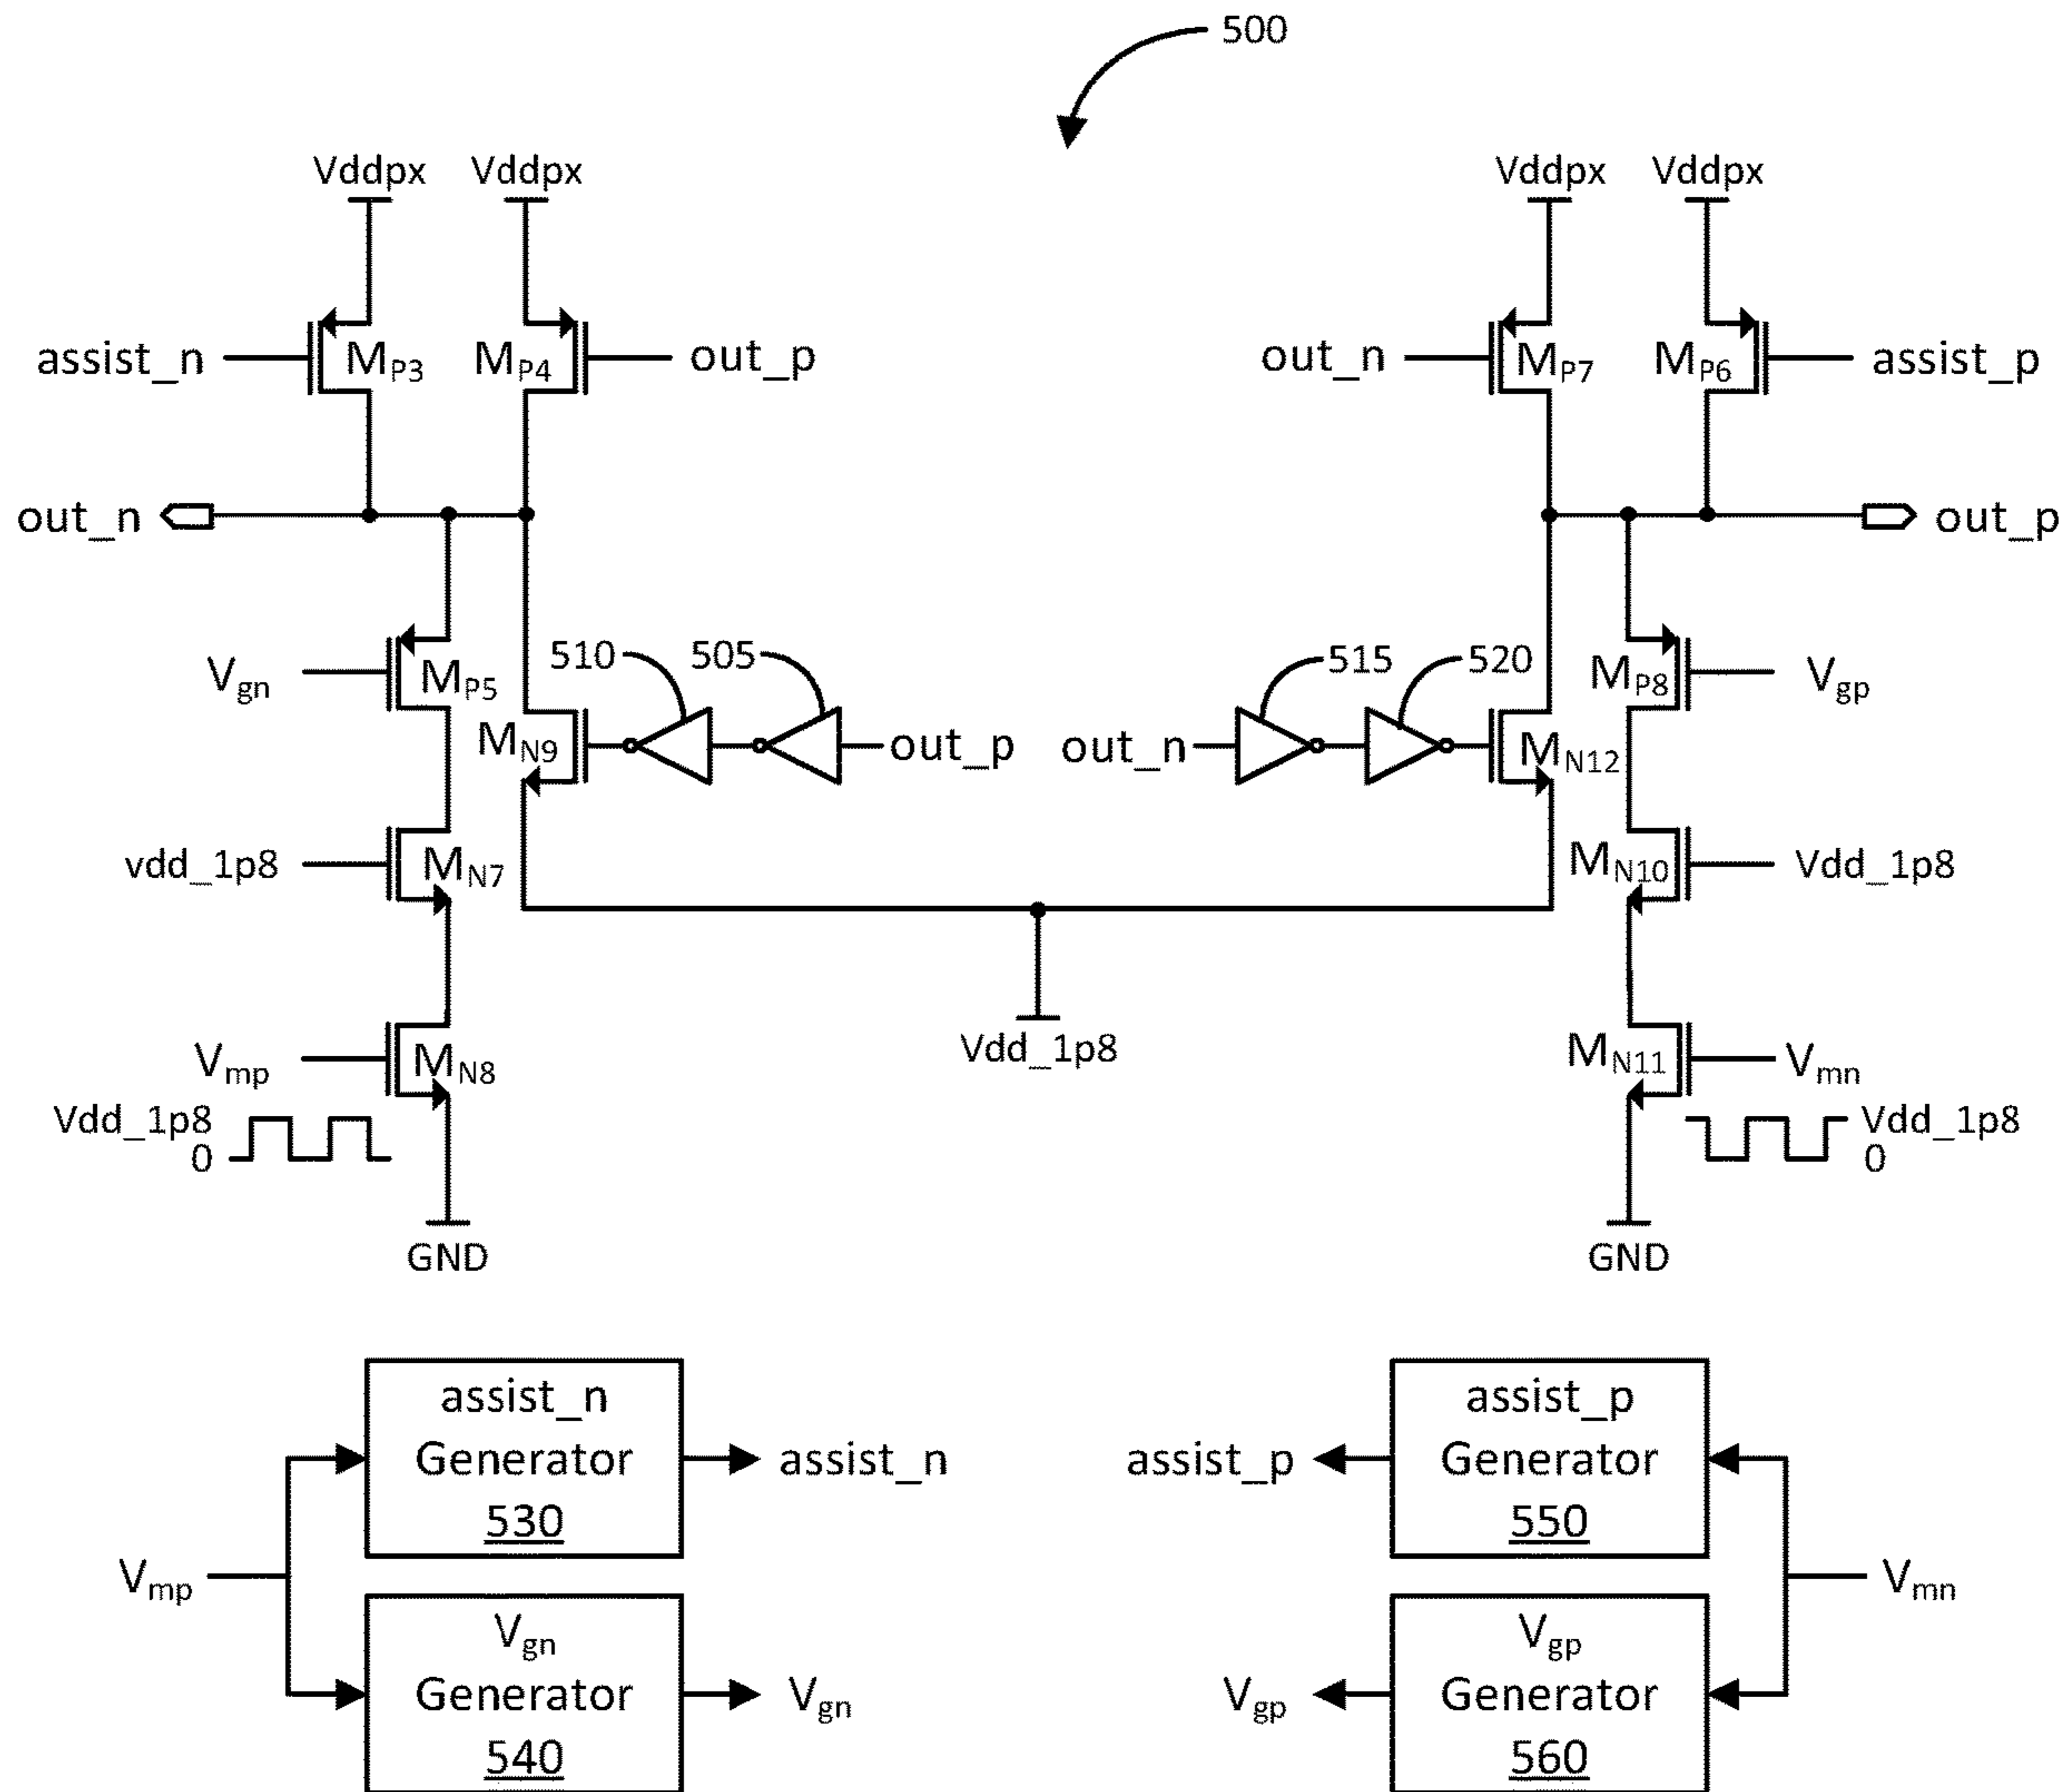 500
Vddpx Vddpx Vddpx Vddpx
assist_n MP3 MP4 out_p out_n MP7 MP6 assist_p
out_n out_p
Vgn MP5 510 505 515 520 MP8 Vgp
MN9 out_p out_n MN12
vdd_1p8 MN7 MN10 Vdd_1p8
Vmp MN8 Vdd_1p8 MN11 Vmn
Vdd_1p8 Vdd_1p8
0 0
GND GND
assist_n assist_p
Generator assist_n assist_p Generator
530 550
Vmp Vmn
Vgn Vgp
Generator Vgn Vgp Generator
540 560